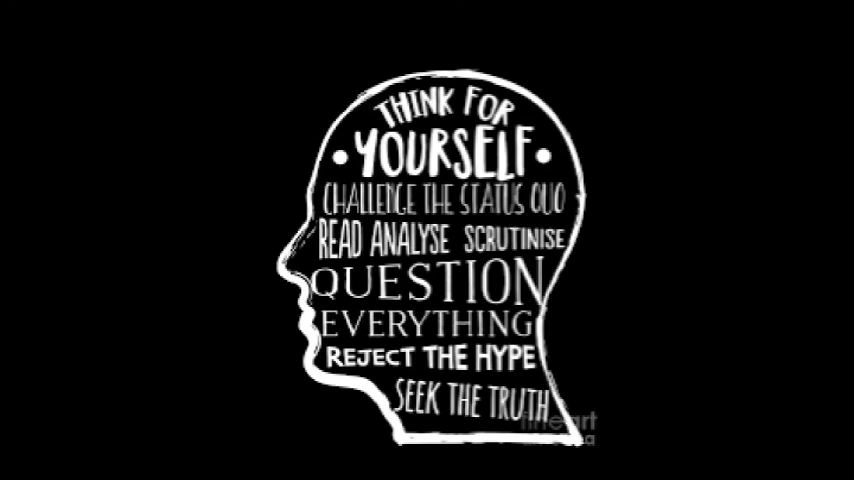 THINK FOR
• YOURSELF •
CHALLENGE THE STATUS QUO
READ ANALYSE SCRUTINISE
QUESTION
EVERYTHING
REJECT THE HYPE
SEEK THE TRUTH
fineart